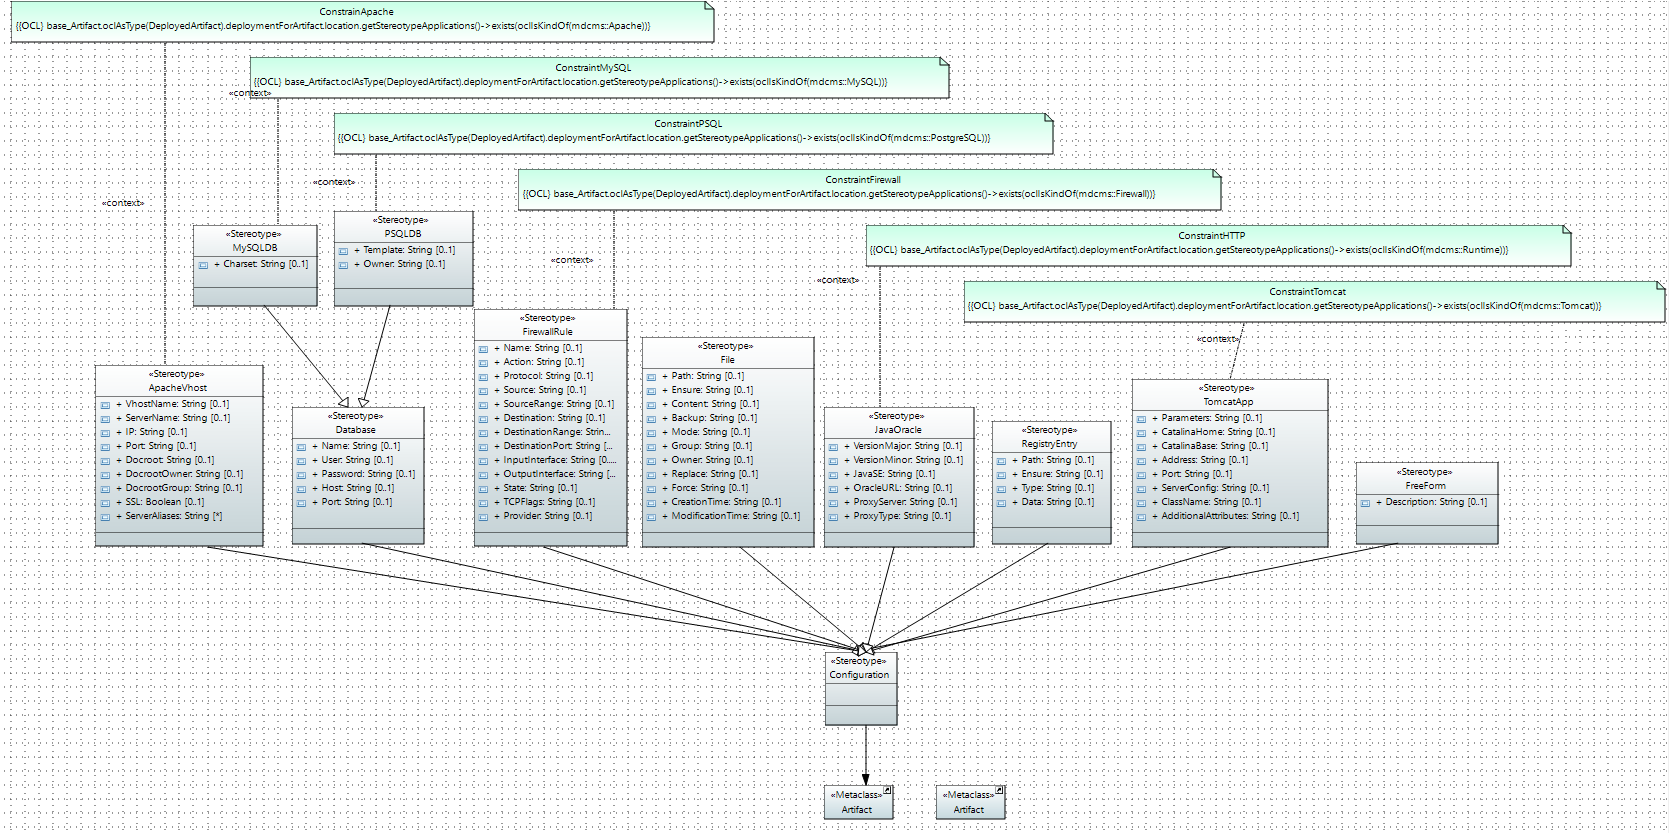 ConstrainApache
{{OCL} base_Artifact.oclAsType(DeployedArtifact).deploymentForArtifact.location.getStereotypeApplications()->exists(oclIsKindOf(mdcms::Apache))}
ConstraintMySQL
{{OCL} base_Artifact.oclAsType(DeployedArtifact).deploymentForArtifact.location.getStereotypeApplications()->exists(oclIsKindOf(mdcms::MySQL))}
«context»
ConstraintPSQL
{{OCL} base_Artifact.oclAsType(DeployedArtifact).deploymentForArtifact.location.getStereotypeApplications()->exists(oclIsKindOf(mdcms::PostgreSQL))}
ConstraintFirewall
{{OCL} base_Artifact.oclAsType(DeployedArtifact).deploymentForArtifact.location.getStereotypeApplications()->exists(oclIsKindOf(mdcms::Firewall))}
«context»
«context»
ConstraintHTTP
{{OCL} base_Artifact.oclAsType(DeployedArtifact).deploymentForArtifact.location.getStereotypeApplications()->exists(oclIsKindOf(mdcms::Runtime))}
«context»
«context»
ConstraintTomcat
{{OCL} base_Artifact.oclAsType(DeployedArtifact).deploymentForArtifact.location.getStereotypeApplications()->exists(oclIsKindOf(mdcms::Tomcat))}
«context»
«Stereotype»
MySQLDB
+ Charset: String [0..1]
«Stereotype»
PSQLDB
+ Template: String [0..1]
+ Owner: String [0..1]
«Stereotype»
ApacheVhost
+ VhostName: String [0..1]
+ ServerName: String [0..1]
+ IP: String [0..1]
+ Port: String [0..1]
+ Docroot: String [0..1]
+ DocrootOwner: String [0..1]
+ DocrootGroup: String [0..1]
+ SSL: Boolean [0..1]
+ ServerAliases: String [*]
«Stereotype»
Database
+ Name: String [0..1]
+ User: String [0..1]
+ Password: String [0..1]
+ Host: String [0..1]
+ Port: String [0..1]
«Stereotype»
FirewallRule
+ Name: String [0..1]
+ Action: String [0..1]
+ Protocol: String [0..1]
+ Source: String [0..1]
+ SourceRange: String [0..1]
+ Destination: String [0..1]
+ DestinationRange: Strin...
+ DestinationPort: String [...
+ InputInterface: String [0....
+ OutputInterface: String [...
+ State: String [0..1]
+ TCPFlags: String [0..1]
+ Provider: String [0..1]
«Stereotype»
File
+ Path: String [0..1]
+ Ensure: String [0..1]
+ Content: String [0..1]
+ Backup: String [0..1]
+ Mode: String [0..1]
+ Group: String [0..1]
+ Owner: String [0..1]
+ Replace: String [0..1]
+ Force: String [0..1]
+ CreationTime: String [0..1]
+ ModificationTime: String [0..1]
«Stereotype»
JavaOracle
+ VersionMajor: String [0..1]
+ VersionMinor: String [0..1]
+ JavaSE: String [0..1]
+ OracleURL: String [0..1]
+ ProxyServer: String [0..1]
+ ProxyType: String [0..1]
«Stereotype»
RegistryEntry
+ Path: String [0..1]
+ Ensure: String [0..1]
+ Type: String [0..1]
+ Data: String [0..1]
«Stereotype»
TomcatApp
+ Parameters: String [0..1]
+ CatalinaHome: String [0..1]
+ CatalinaBase: String [0..1]
+ Address: String [0..1]
+ Port: String [0..1]
+ ServerConfig: String [0..1]
+ ClassName: String [0..1]
+ AdditionalAttributes: String [0..1]
«Stereotype»
FreeForm
+ Description: String [0..1]
«Stereotype»
Configuration
«Metaclass»
Artifact
«Metaclass»
Artifact